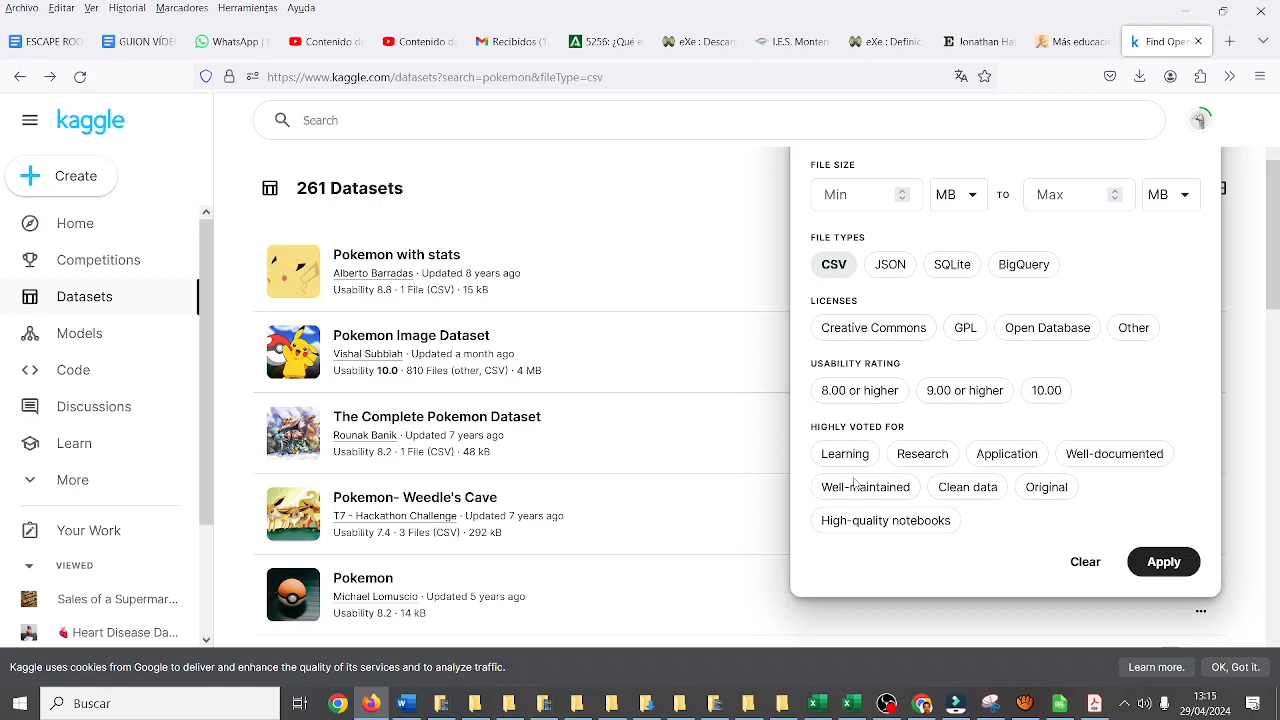 Archivo Editar Ver Historial Marcadores Herramientas Ayuda
ESCAPE ROO GUION VÍDE WhatsApp | Contenido de Contenido de Recibidos (1. 5256: ¿Qué e eXe : Descarg I.E.S. Monterr eXe : Definici Jonathan Ha Más educacio Find Open
https://www.kaggle.com/datasets?search=pokemon&fileType=csv
kaggle
Search
Create
Home
Competitions
Datasets
Models
Code
Discussions
Learn
More
Your Work
VIEWED
Sales of a Supermar...
Heart Disease Da...
261 Datasets
Pokemon with stats
Alberto Barradas · Updated 8 years ago
Usability 8.8 · 1 File (CSV) · 15 kB
Pokemon Image Dataset
Vishal Subbiah · Updated a month ago
Usability 10.0 · 810 Files (other, CSV) · 4 MB
The Complete Pokemon Dataset
Rounak Banik · Updated 7 years ago
Usability 8.2 · 1 File (CSV) · 48 kB
Pokemon- Weedle's Cave
T7 - Hackathon Challenge · Updated 7 years ago
Usability 7.4 · 3 Files (CSV) · 292 kB
Pokemon
Michael Lomuscio · Updated 5 years ago
Usability 8.2 · 14 kB
FILE SIZE
Min MB TO Max MB
FILE TYPES
CSV JSON SQLite BigQuery
LICENSES
Creative Commons GPL Open Database Other
USABILITY RATING
8.00 or higher 9.00 or higher 10.00
HIGHLY VOTED FOR
Learning Research Application Well-documented
Well-maintained Clean data Original
High-quality notebooks
Clear Apply
Kaggle uses cookies from Google to deliver and enhance the quality of its services and to analyze traffic.
Learn more. OK, Got it.
Buscar
13:15
29/04/2024